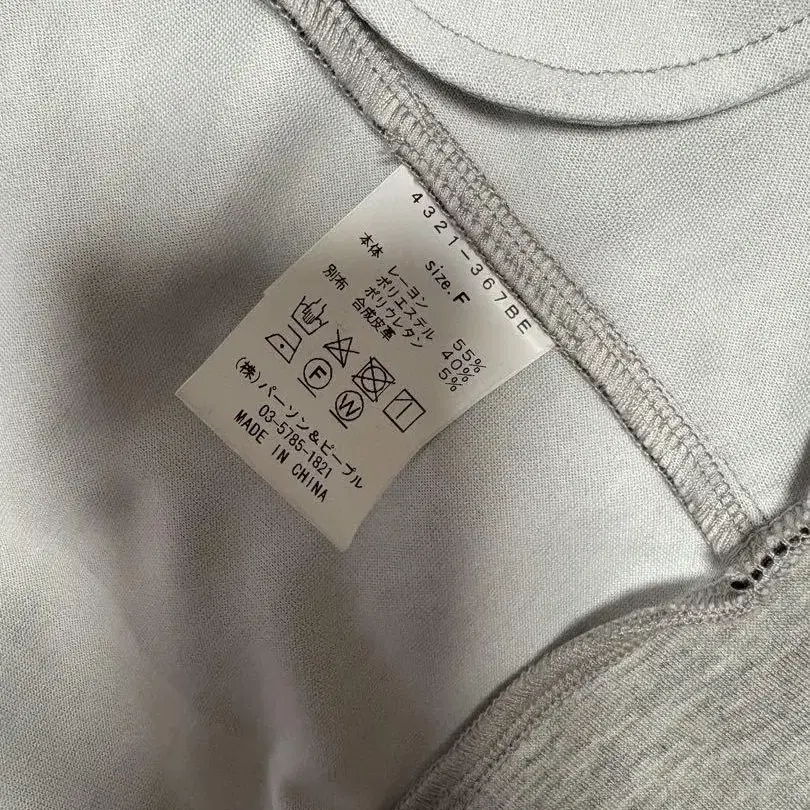 4321-367BE
size.F
本体 レーヨン 55%
ポリエステル 40%
ポリウレタン 5%
別布 合成皮革
F W
(株)パーソン&ピープル
03-5785-1821
MADE IN CHINA